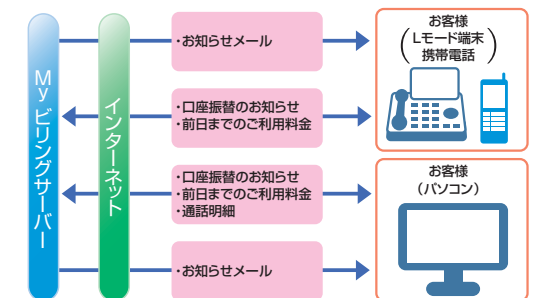 Myビリングサーバー
インターネット
・お知らせメール
・口座振替のお知らせ
・前日までのご利用料金
・口座振替のお知らせ
・前日までのご利用料金
・通話明細
・お知らせメール
お客様
(Lモード端末
携帯電話)
お客様
(パソコン)